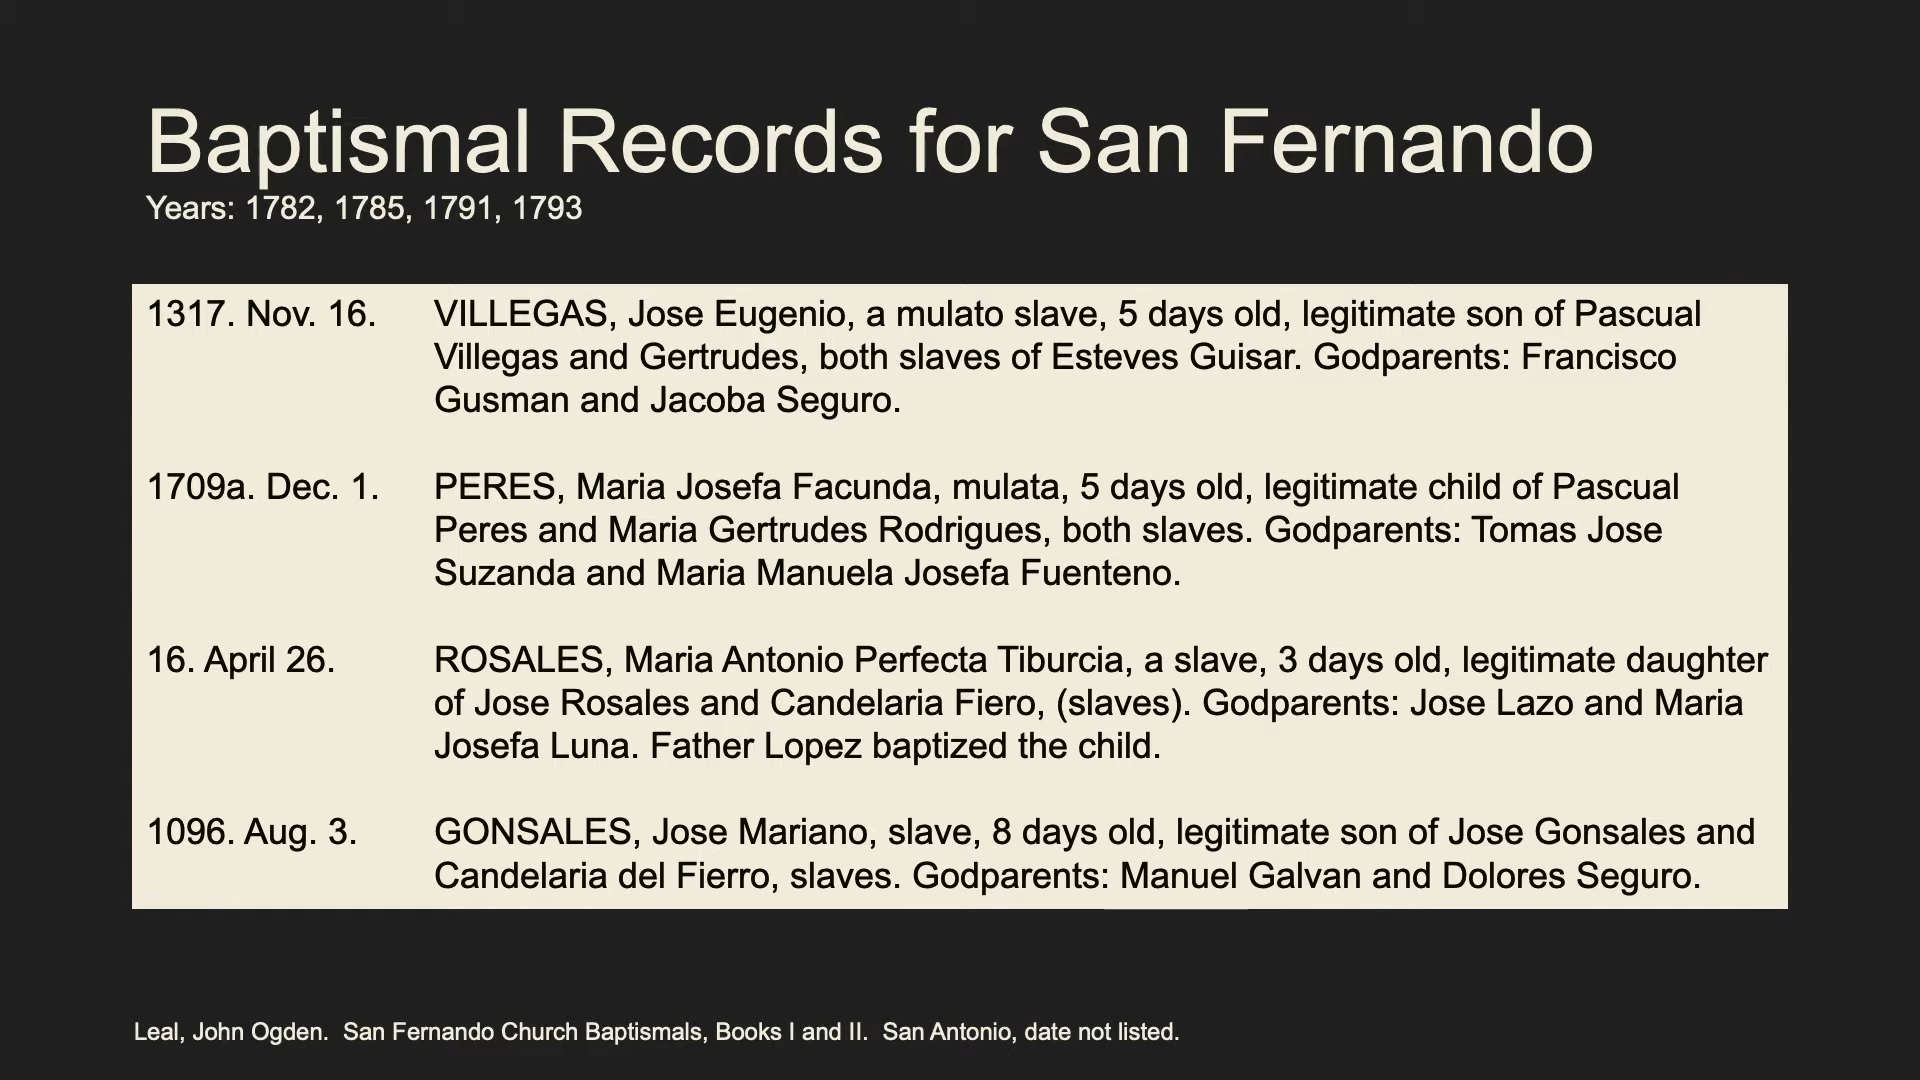 Baptismal Records for San Fernando
Years: 1782, 1785, 1791, 1793
1317. Nov. 16. VILLEGAS, Jose Eugenio, a mulato slave, 5 days old, legitimate son of Pascual
Villegas and Gertrudes, both slaves of Esteves Guisar. Godparents: Francisco
Gusman and Jacoba Seguro.
1709a. Dec. 1. PERES, Maria Josefa Facunda, mulata, 5 days old, legitimate child of Pascual
Peres and Maria Gertrudes Rodrigues, both slaves. Godparents: Tomas Jose
Suzanda and Maria Manuela Josefa Fuenteno.
16. April 26. ROSALES, Maria Antonio Perfecta Tiburcia, a slave, 3 days old, legitimate daughter
of Jose Rosales and Candelaria Fiero, (slaves). Godparents: Jose Lazo and Maria
Josefa Luna. Father Lopez baptized the child.
1096. Aug. 3. GONSALES, Jose Mariano, slave, 8 days old, legitimate son of Jose Gonsales and
Candelaria del Fierro, slaves. Godparents: Manuel Galvan and Dolores Seguro.
Leal, John Ogden. San Fernando Church Baptismals, Books I and II. San Antonio, date not listed.